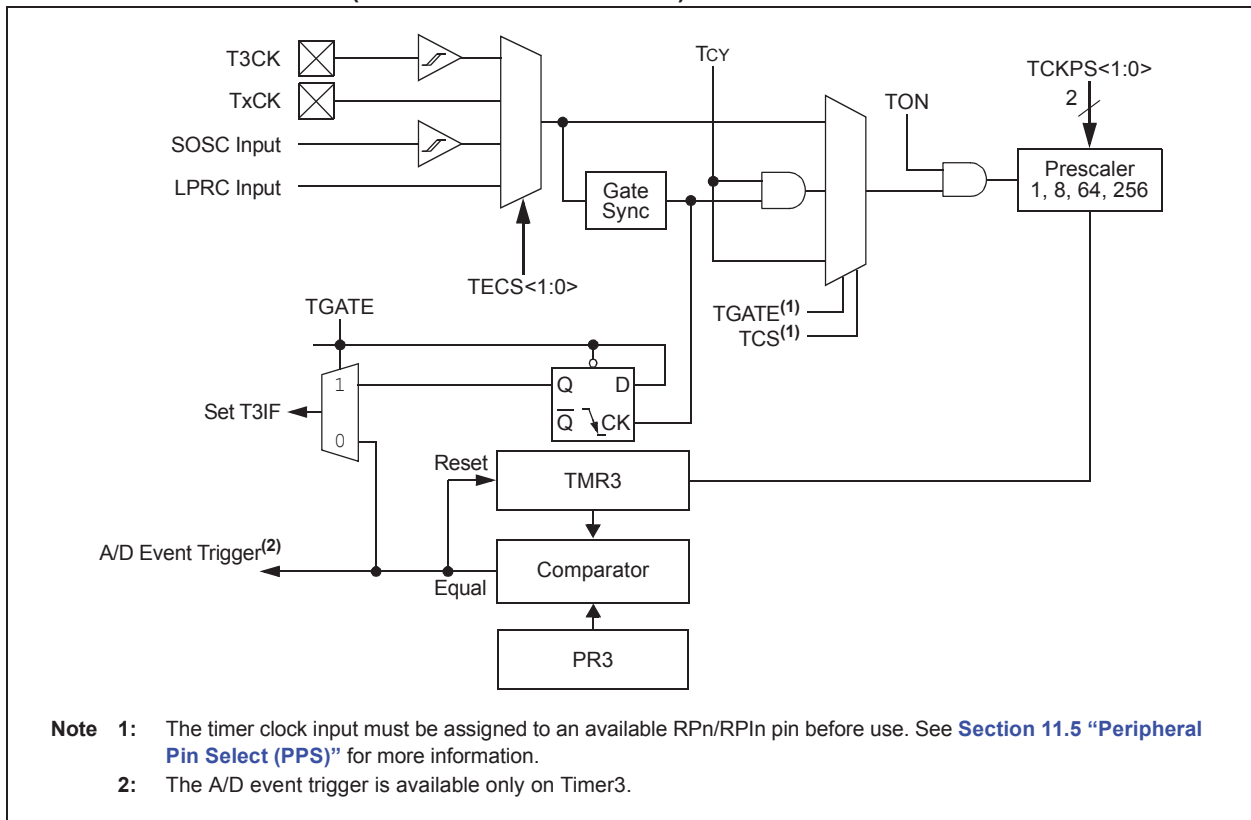 T3CK
TxCK
SOSC Input
LPRC Input
TECS<1:0>
Gate
Sync
TCY
TGATE(1)
TCS(1)
TON
TCKPS<1:0>
2
Prescaler
1, 8, 64, 256
TGATE
1
0
Set T3IF
Q D
Q CK
Reset
TMR3
A/D Event Trigger(2)
Equal
Comparator
PR3
Note 1: The timer clock input must be assigned to an available RPn/RPIn pin before use. See Section 11.5 “Peripheral
Pin Select (PPS)” for more information.
2: The A/D event trigger is available only on Timer3.